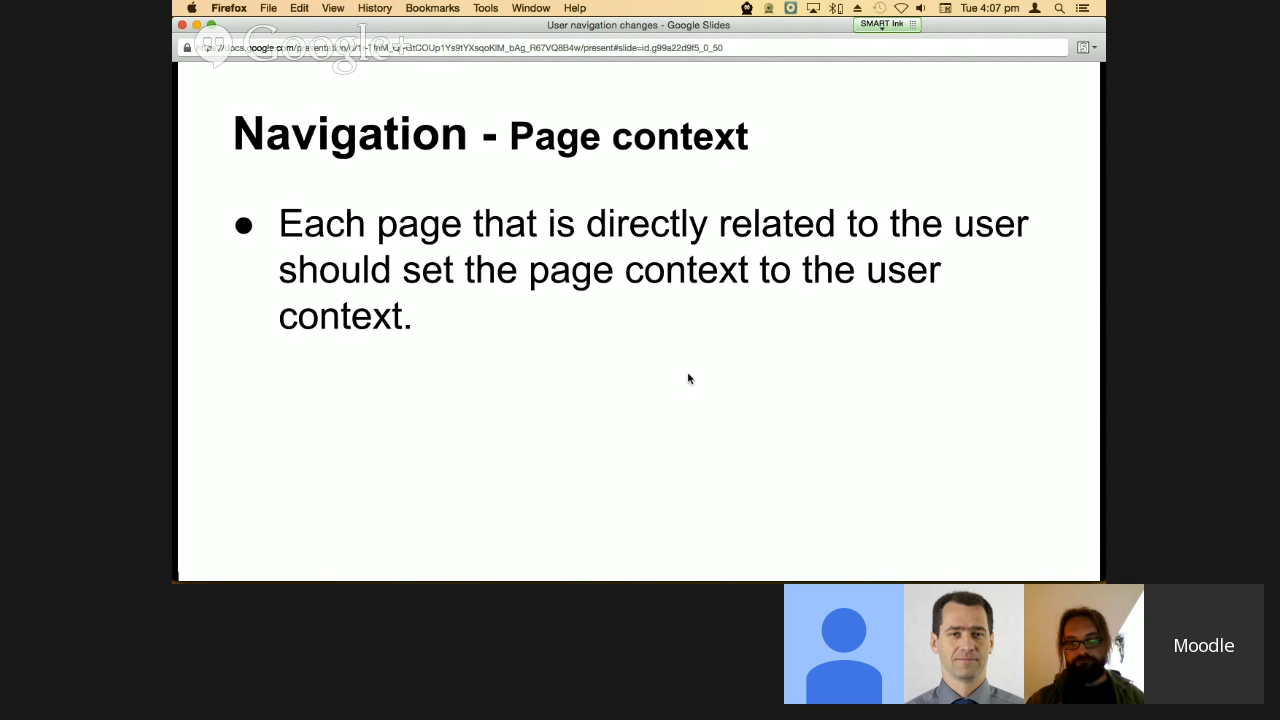 Firefox File Edit View History Bookmarks Tools Window Help Tue 4:07 pm
User navigation changes - Google Slides SMART Ink
Google+
Navigation - Page context
● Each page that is directly related to the user
should set the page context to the user
context.
Moodle